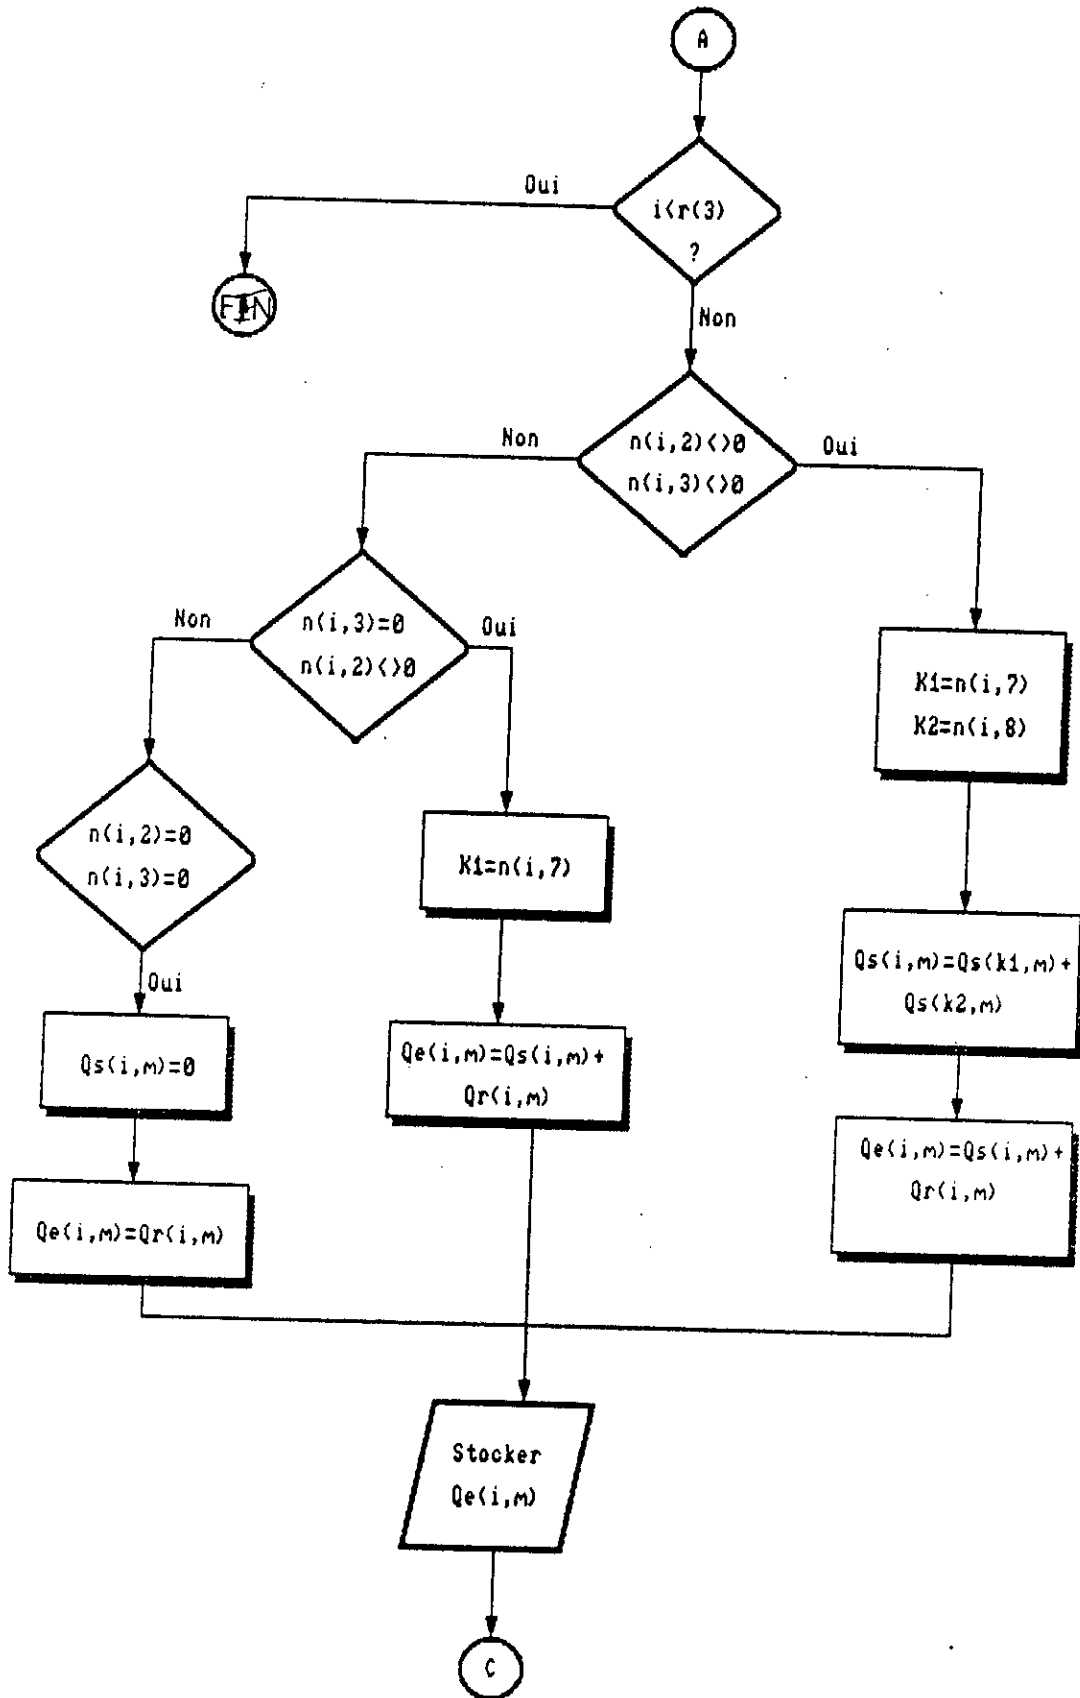 A
Oui
i<r(3)
?
FIN
Non
Non
n(i,2)<>0
n(i,3)<>0
Oui
Non
n(i,3)=0
n(i,2)<>0
Oui
K1=n(i,7)
K2=n(i,8)
n(i,2)=0
n(i,3)=0
K1=n(i,7)
Oui
Qs(i,m)=Qs(k1,m)+
Qs(k2,m)
Qs(i,m)=0
Qe(i,m)=Qs(i,m)+
Qr(i,m)
Qe(i,m)=Qs(i,m)+
Qr(i,m)
Qe(i,m)=Qr(i,m)
Stocker
Qe(i,m)
C